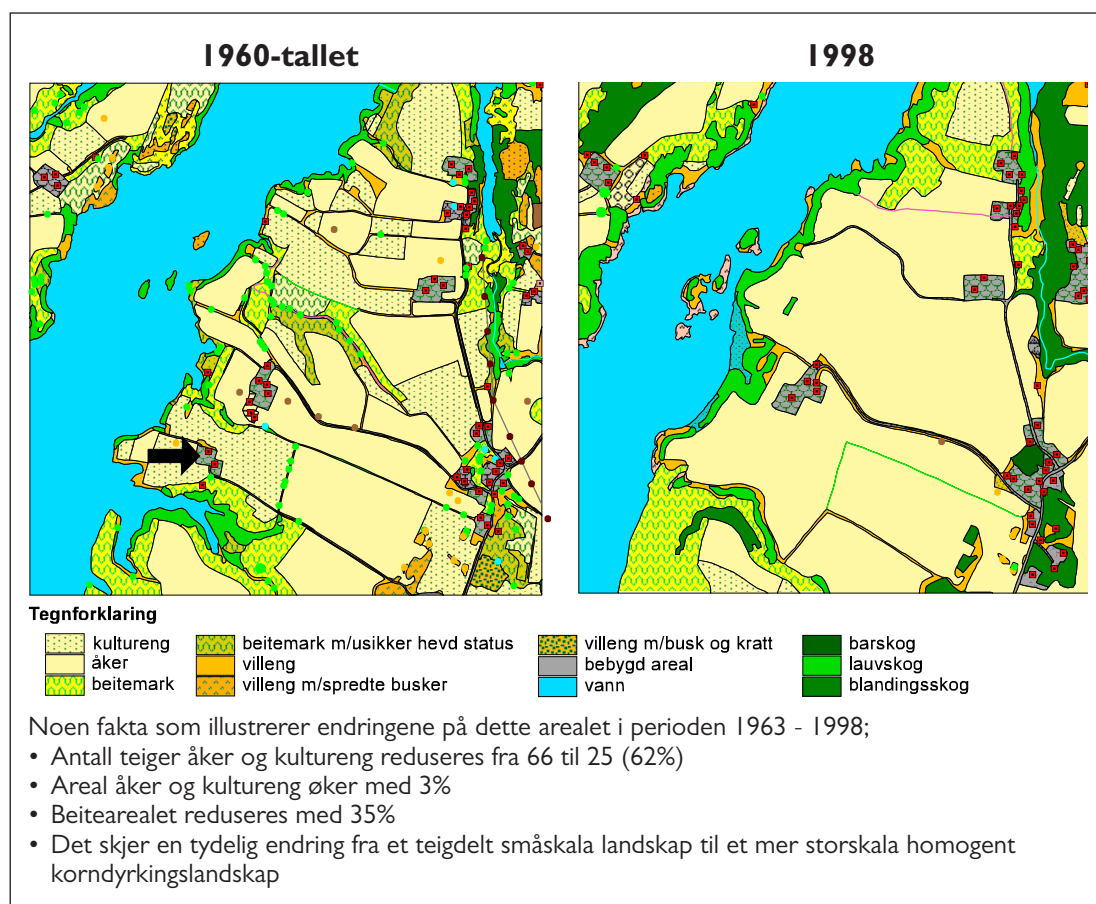 1960-tallet
1998
Tegnforklaring
kultureng
åker
beitemark
beitemark m/usikker hevd status
villeng
villeng m/spredte busker
villeng m/busk og kratt
bebygd areal
vann
barskog
lauvskog
blandingsskog
Noen fakta som illustrerer endringene på dette arealet i perioden 1963 - 1998;
• Antall teiger åker og kultureng reduseres fra 66 til 25 (62%)
• Areal åker og kultureng øker med 3%
• Beitearealet reduseres med 35%
• Det skjer en tydelig endring fra et teigdelt småskala landskap til et mer storskala homogent
korndyrkingslandskap